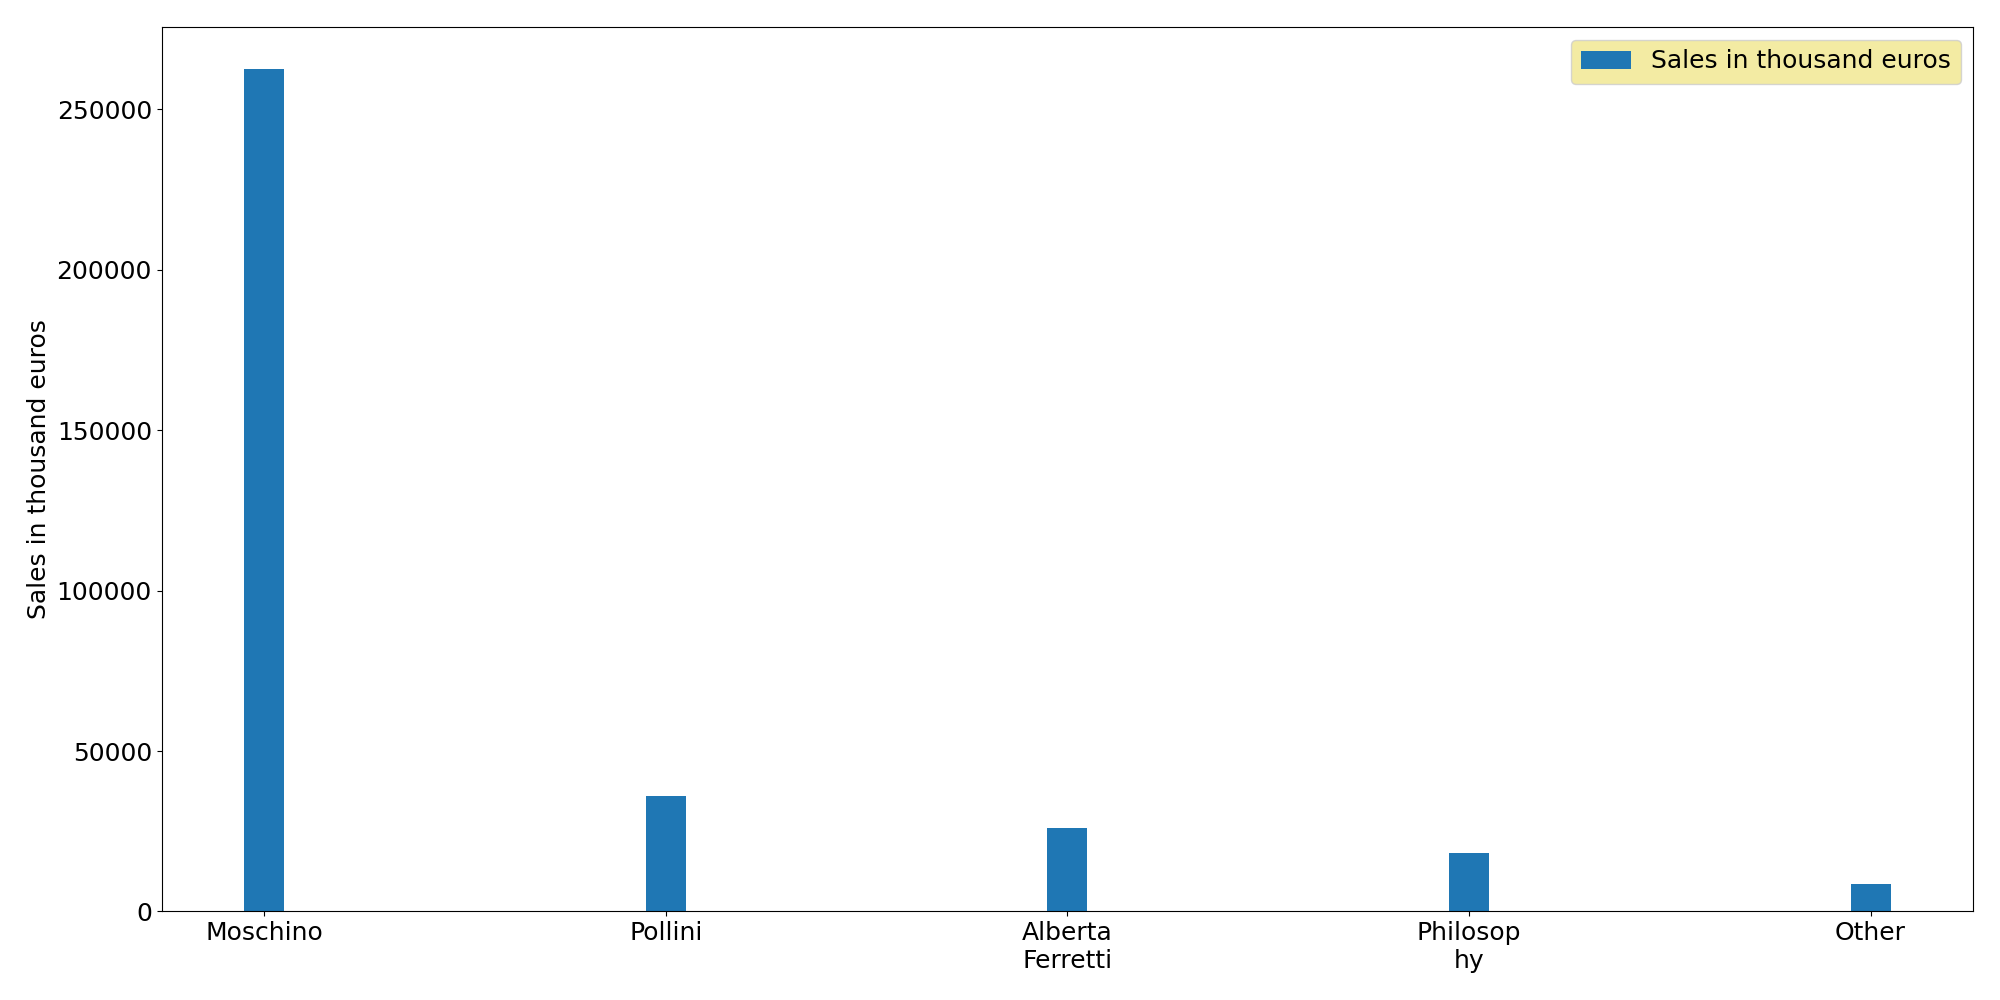 Sales in thousand euros
250000
200000
150000
100000
50000
0
Sales in thousand euros
Moschino
Pollini
Alberta
Ferretti
Philosop
hy
Other